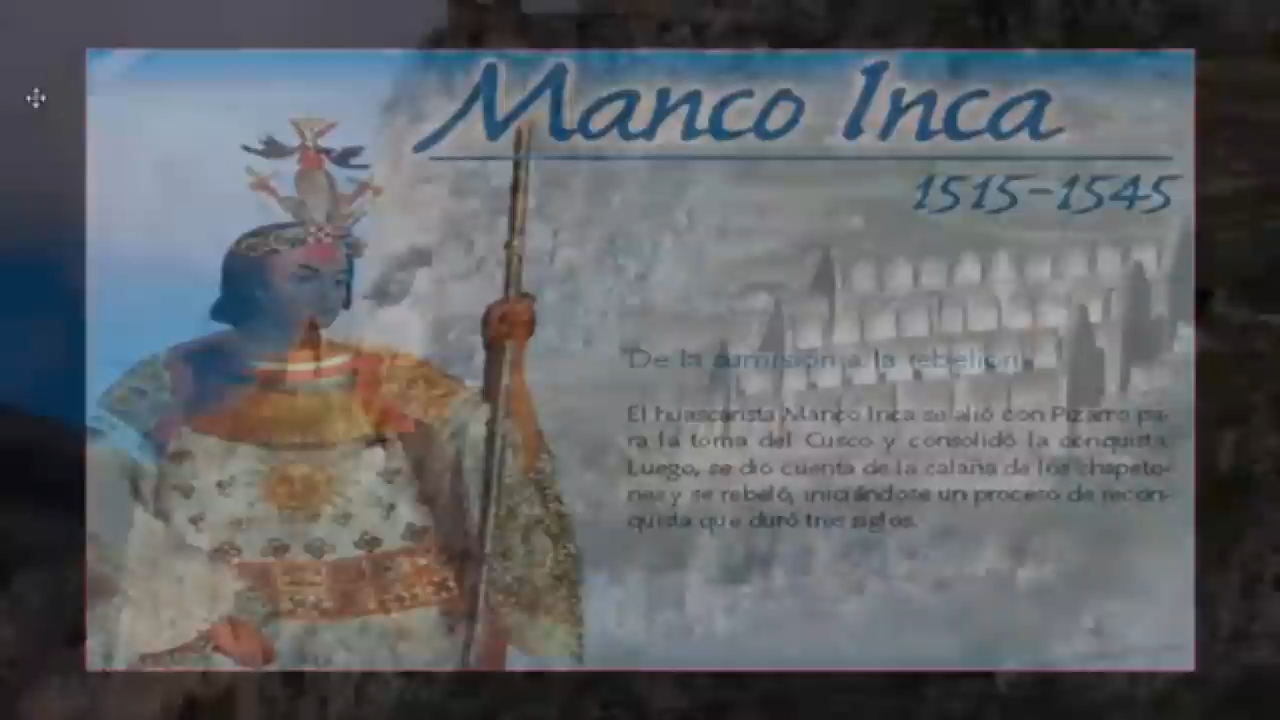 Manco Inca
1515-1545
De la sumisión a la rebelión
El huascarista Manco Inca se alió con Pizarro pa-
ra la toma del Cusco y consolidó la conquista.
Luego, se dio cuenta de la calaña de los chapeto-
nes y se rebeló, iniciándose un proceso de recon-
quista que duró tres siglos.